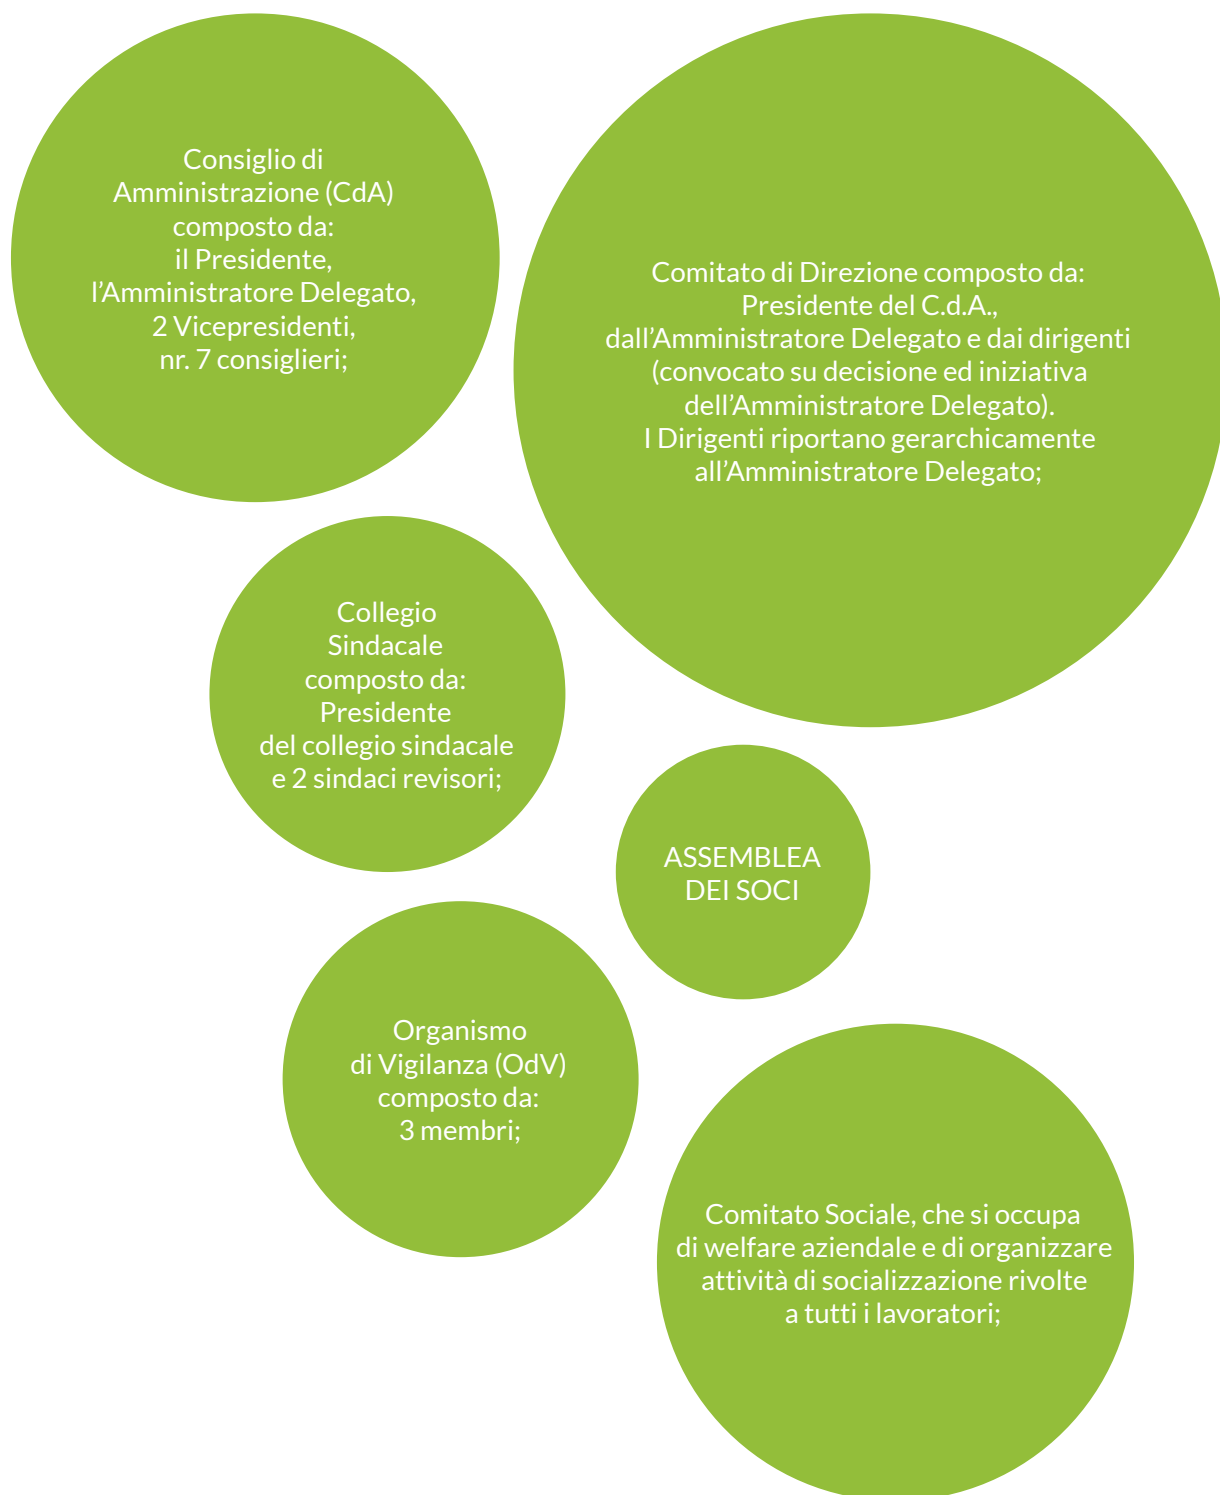 Consiglio di
Amministrazione (CdA)
composto da:
il Presidente,
l’Amministratore Delegato,
2 Vicepresidenti,
nr. 7 consiglieri;
Comitato di Direzione composto da:
Presidente del C.d.A.,
dall’Amministratore Delegato e dai dirigenti
(convocato su decisione ed iniziativa
dell’Amministratore Delegato).
I Dirigenti riportano gerarchicamente
all’Amministratore Delegato;
Collegio
Sindacale
composto da:
Presidente
del collegio sindacale
e 2 sindaci revisori;
ASSEMBLEA
DEI SOCI
Organismo
di Vigilanza (OdV)
composto da:
3 membri;
Comitato Sociale, che si occupa
di welfare aziendale e di organizzare
attività di socializzazione rivolte
a tutti i lavoratori;